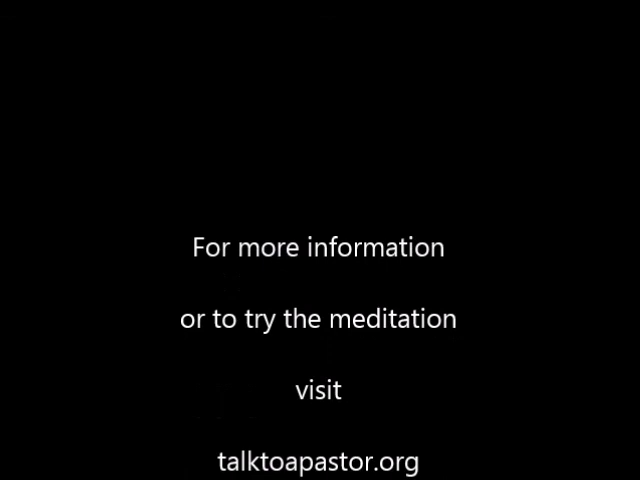 For more information
or to try the meditation
visit
talktoapastor.org